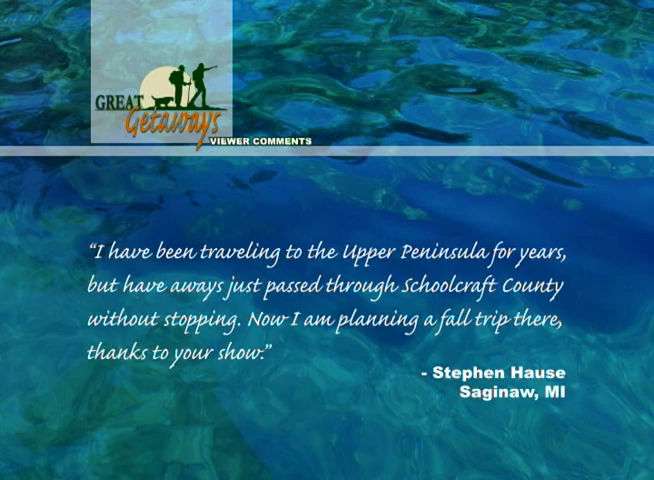 GREAT
Getaways
VIEWER COMMENTS
“I have been traveling to the Upper Peninsula for years,
but have aways just passed through Schoolcraft County
without stopping. Now I am planning a fall trip there,
thanks to your show.”
- Stephen Hause
Saginaw, MI